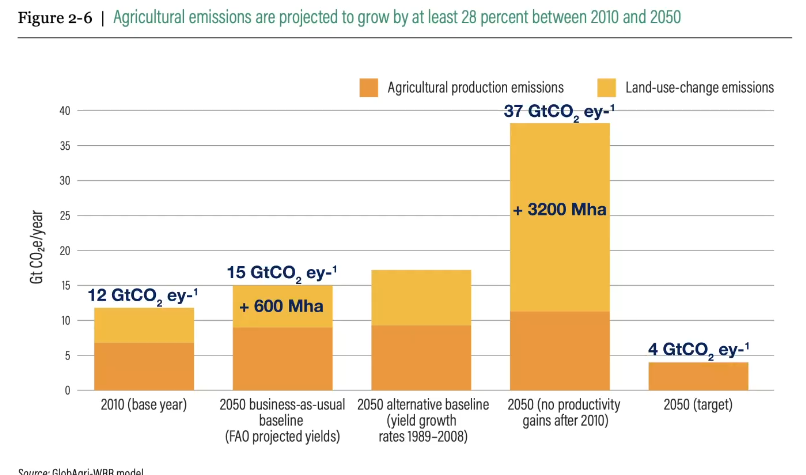 Figure 2-6 | Agricultural emissions are projected to grow by at least 28 percent between 2010 and 2050
Agricultural production emissions
Land-use-change emissions
Gt CO₂e/year
40
35
30
25
20
15
10
5
0
12 GtCO₂ ey-¹
15 GtCO₂ ey-¹
+ 600 Mha
37 GtCO₂ ey-¹
+ 3200 Mha
4 GtCO₂ ey-¹
2010 (base year)
2050 business-as-usual
baseline
(FAO projected yields)
2050 alternative baseline
(yield growth
rates 1989–2008)
2050 (no productivity
gains after 2010)
2050 (target)
Source: GlobAgri-WRR model.